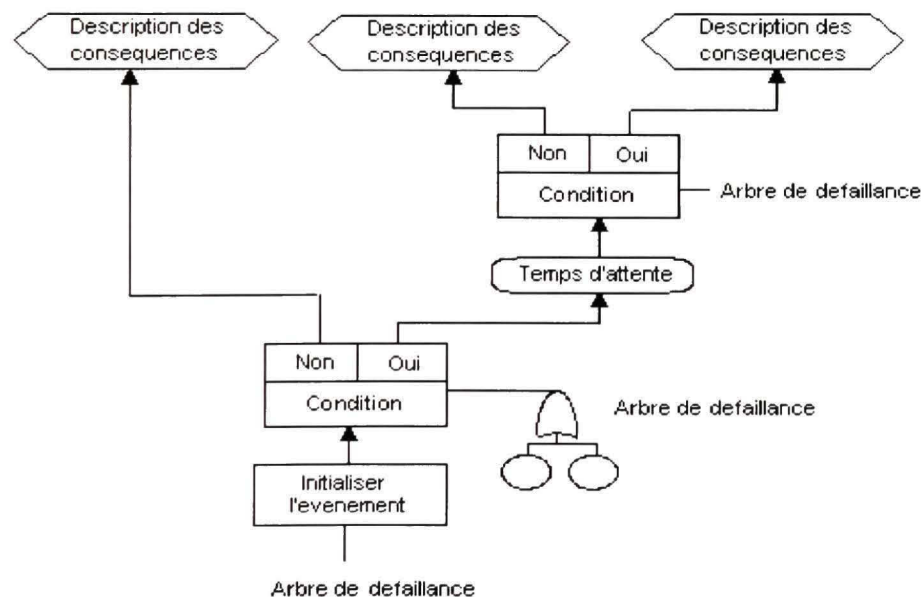 Description des
consequences
Description des
consequences
Description des
consequences
Non
Oui
Condition
Arbre de defaillance
Temps d'attente
Non
Oui
Condition
Arbre de defaillance
Initialiser
l'evenement
Arbre de defaillance